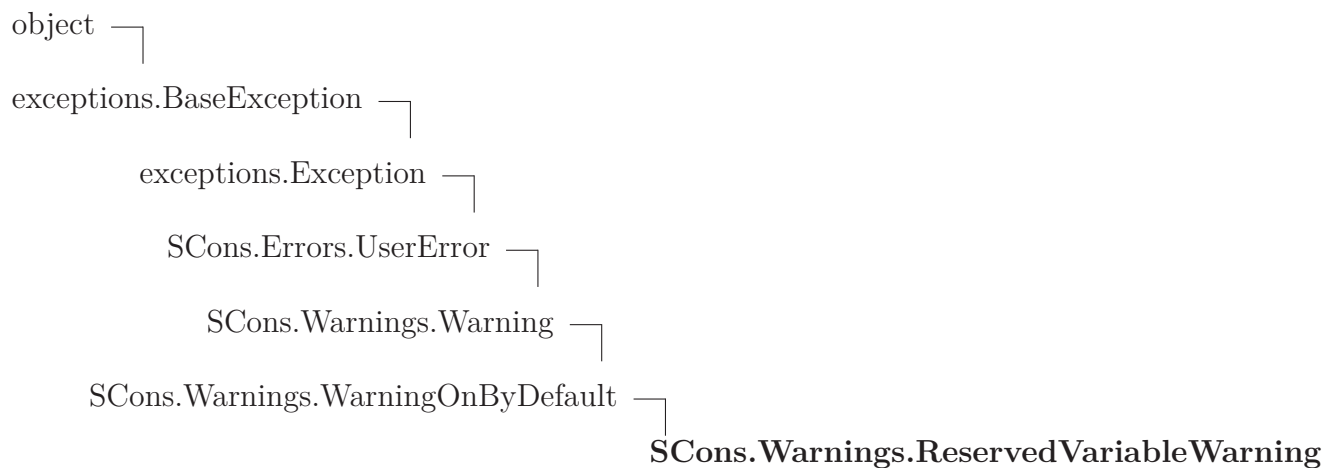 object
exceptions.BaseException
exceptions.Exception
SCons.Errors.UserError
SCons.Warnings.Warning
SCons.Warnings.WarningOnByDefault
SCons.Warnings.ReservedVariableWarning